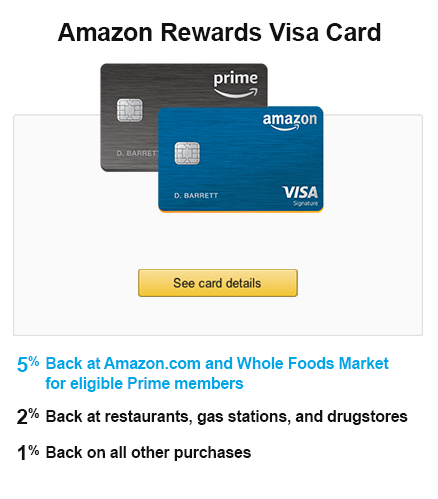 Amazon Rewards Visa Card
prime
amazon
D. BARRETT
D. BARRETT
VISA
Signature
See card details
5% Back at Amazon.com and Whole Foods Market
for eligible Prime members
2% Back at restaurants, gas stations, and drugstores
1% Back on all other purchases